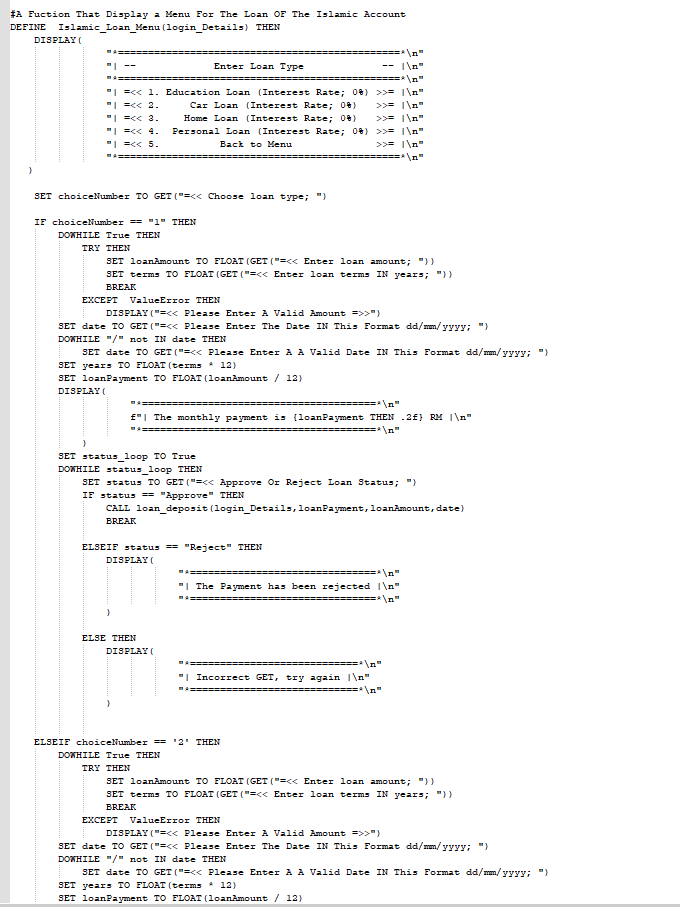 #A Fuction That Display a Menu For The Loan OF The Islamic Account
DEFINE  Islamic_Loan_Menu(login_Details) THEN
DISPLAY(
"*===============================================*\n"
"| --             Enter Loan Type             -- |\n"
"*===============================================*\n"
"| =<< 1. Education Loan (Interest Rate; 0%) >>= |\n"
"| =<< 2.     Car Loan (Interest Rate; 0%)   >>= |\n"
"| =<< 3.    Home Loan (Interest Rate; 0%)   >>= |\n"
"| =<< 4.  Personal Loan (Interest Rate; 0%) >>= |\n"
"| =<< 5.          Back to Menu              >>= |\n"
"*===============================================*\n"
)
SET choiceNumber TO GET("=<< Choose loan type; ")
IF choiceNumber == "1" THEN
DOWHILE True THEN
TRY THEN
SET loanAmount TO FLOAT(GET("=<< Enter loan amount; "))
SET terms TO FLOAT(GET("=<< Enter loan terms IN years; "))
BREAK
EXCEPT  ValueError THEN
DISPLAY("=<< Please Enter A Valid Amount =>>")
SET date TO GET("=<< Please Enter The Date IN This Format dd/mm/yyyy; ")
DOWHILE "/" not IN date THEN
SET date TO GET("=<< Please Enter A A Valid Date IN This Format dd/mm/yyyy; ")
SET years TO FLOAT(terms * 12)
SET loanPayment TO FLOAT(loanAmount / 12)
DISPLAY(
"*=======================================*\n"
f"| The monthly payment is {loanPayment THEN .2f} RM |\n"
"*=======================================*\n"
)
SET status_loop TO True
DOWHILE status_loop THEN
SET status TO GET("=<< Approve Or Reject Loan Status; ")
IF status == "Approve" THEN
CALL loan_deposit(login_Details,loanPayment,loanAmount,date)
BREAK
ELSEIF status == "Reject" THEN
DISPLAY(
"*===============================*\n"
"| The Payment has been rejected |\n"
"*===============================*\n"
)
ELSE THEN
DISPLAY(
"*============================*\n"
"| Incorrect GET, try again |\n"
"*============================*\n"
)
ELSEIF choiceNumber == '2' THEN
DOWHILE True THEN
TRY THEN
SET loanAmount TO FLOAT(GET("=<< Enter loan amount; "))
SET terms TO FLOAT(GET("=<< Enter loan terms IN years; "))
BREAK
EXCEPT  ValueError THEN
DISPLAY("=<< Please Enter A Valid Amount =>>")
SET date TO GET("=<< Please Enter The Date IN This Format dd/mm/yyyy; ")
DOWHILE "/" not IN date THEN
SET date TO GET("=<< Please Enter A A Valid Date IN This Format dd/mm/yyyy; ")
SET years TO FLOAT(terms * 12)
SET loanPayment TO FLOAT(loanAmount / 12)